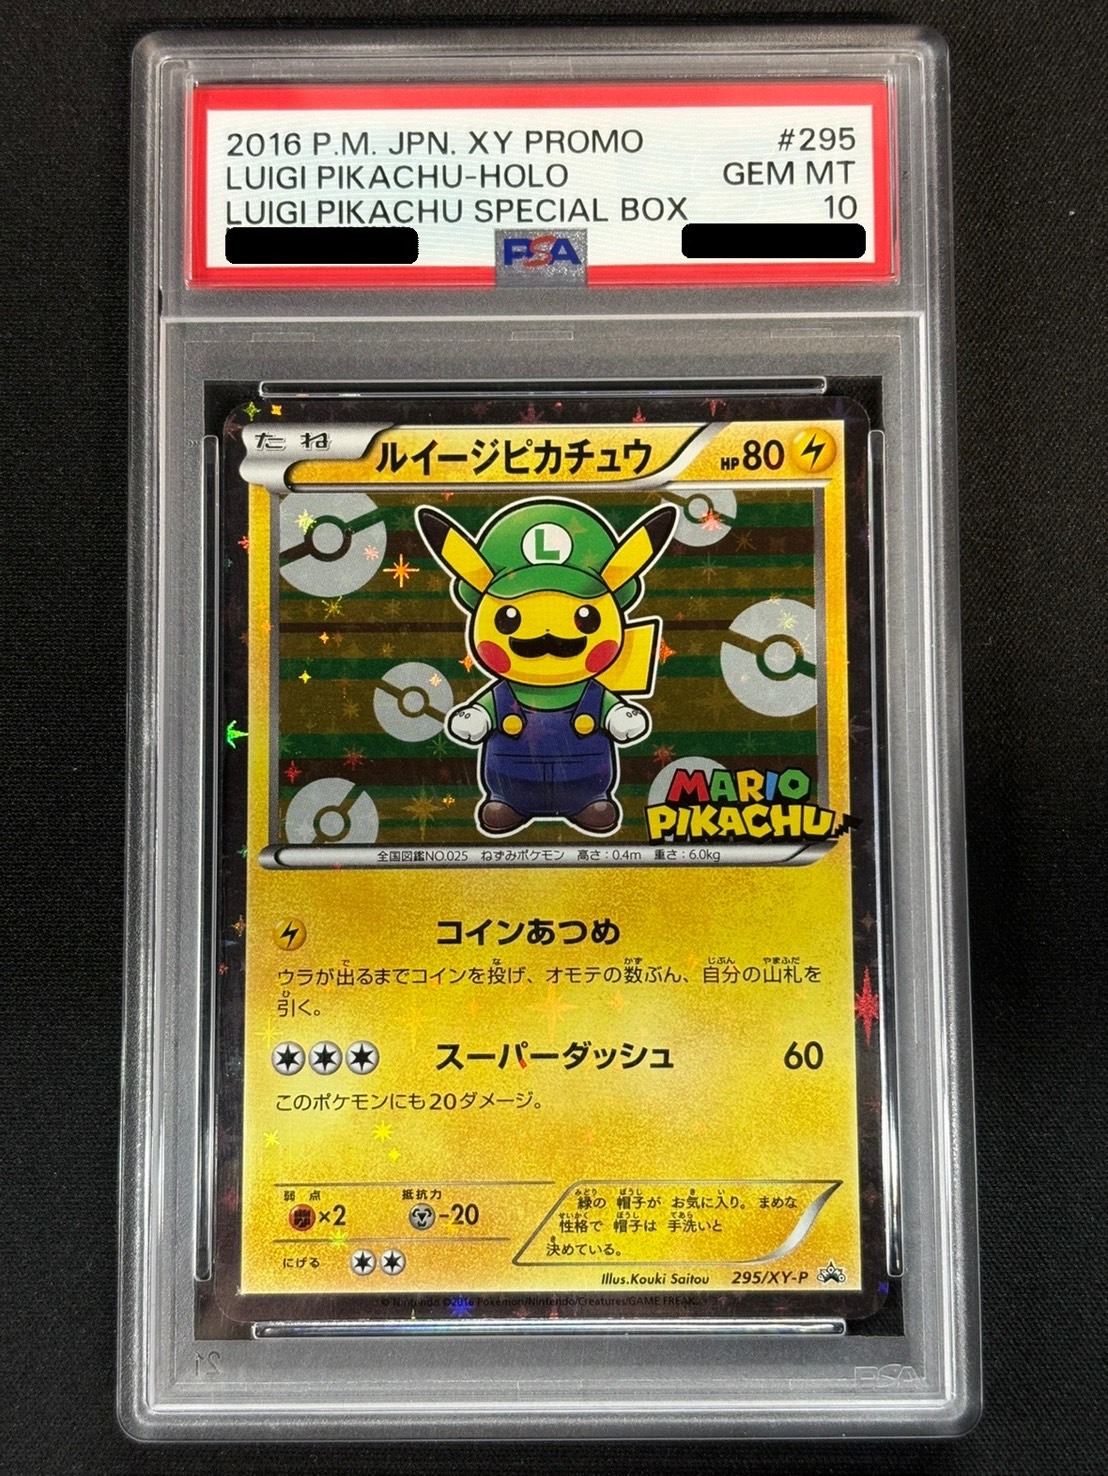 2016 P.M. JPN. XY PROMO #295
LUIGI PIKACHU-HOLO GEM MT
LUIGI PIKACHU SPECIAL BOX 10
PSA
たね ルイージピカチュウ HP80
L
MARIO
PIKACHU
全国図鑑NO.025 ねずみポケモン 高さ:0.4m 重さ:6.0kg
コインあつめ
ウラが出るまでコインを投げ、オモテの数ぶん、自分の山札を
引く。
スーパーダッシュ 60
このポケモンにも20ダメージ。
弱点 抵抗力
×2 -20
にげる
緑の 帽子が お気に入り。まめな
性格で 帽子は 手洗いと
決めている。
Illus.Kouki Saitou 295/XY-P
© Nintendo ©2016 Pokémon/Nintendo/Creatures/GAME FREAK.
PSA